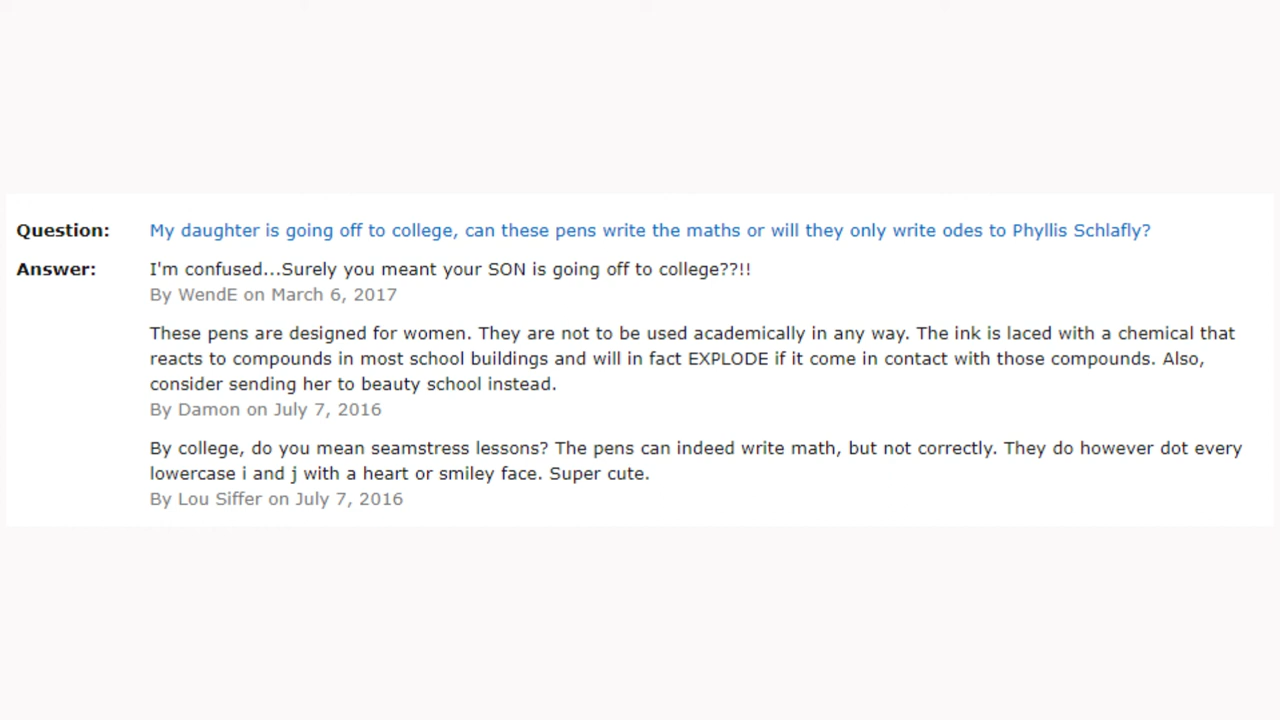 Question: My daughter is going off to college, can these pens write the maths or will they only write odes to Phyllis Schlafly?
Answer: I'm confused...Surely you meant your SON is going off to college??!!
By WendE on March 6, 2017
These pens are designed for women. They are not to be used academically in any way. The ink is laced with a chemical that
reacts to compounds in most school buildings and will in fact EXPLODE if it come in contact with those compounds. Also,
consider sending her to beauty school instead.
By Damon on July 7, 2016
By college, do you mean seamstress lessons? The pens can indeed write math, but not correctly. They do however dot every
lowercase i and j with a heart or smiley face. Super cute.
By Lou Siffer on July 7, 2016